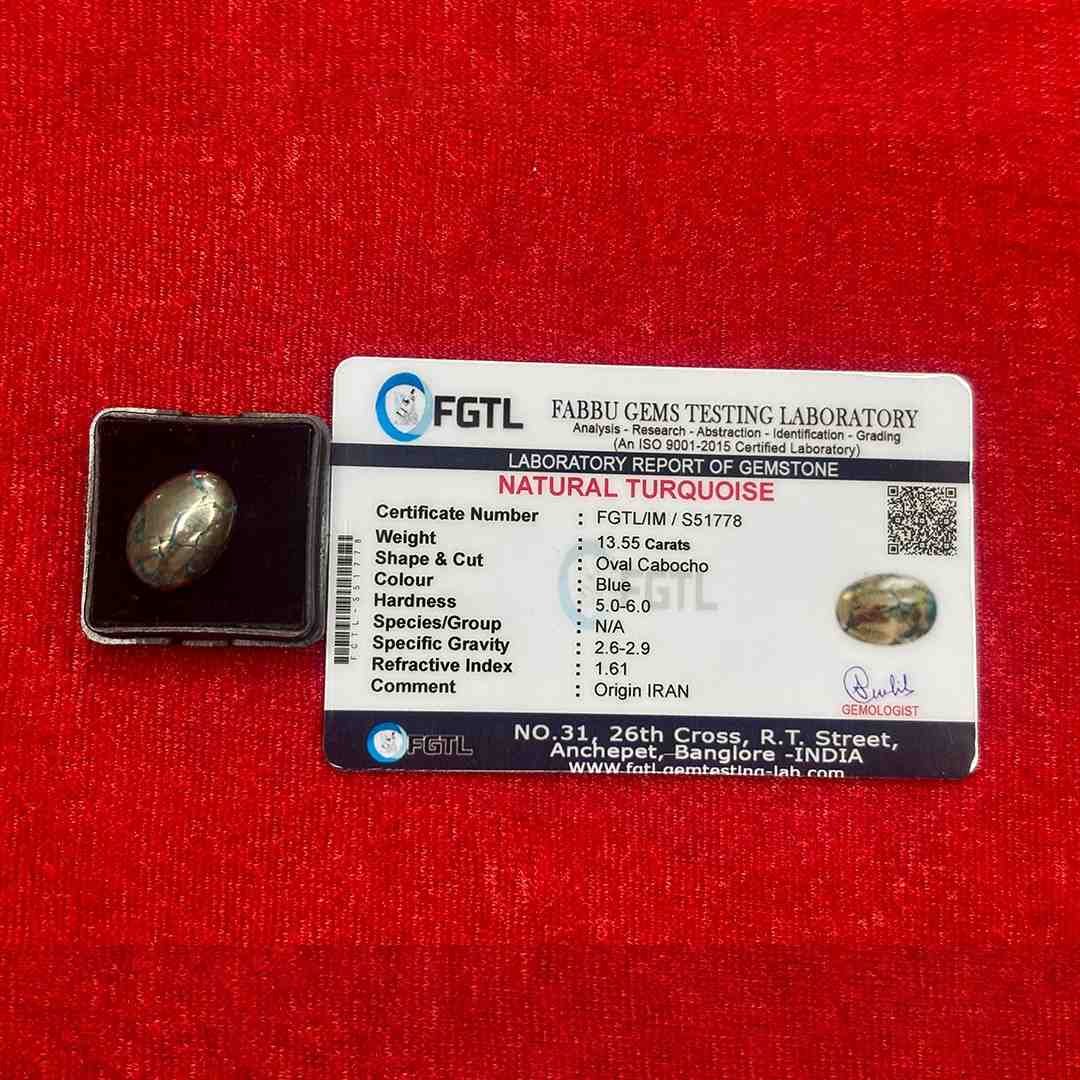 FGTL
FABBU GEMS TESTING LABORATORY
Analysis - Research - Abstraction - Identification - Grading
(An ISO 9001-2015 Certified Laboratory)
LABORATORY REPORT OF GEMSTONE
NATURAL TURQUOISE
Certificate Number : FGTL/IM / S51778
Weight : 13.55 Carats
Shape & Cut : Oval Cabocho
Colour : Blue
Hardness : 5.0-6.0
Species/Group : N/A
Specific Gravity : 2.6-2.9
Refractive Index : 1.61
Comment : Origin IRAN
FGTL
FGTL-S51778
GEMOLOGIST
FGTL
NO.31, 26th Cross, R.T. Street,
Anchepet, Banglore -INDIA
www.fgtl.gemtesting-lab.com